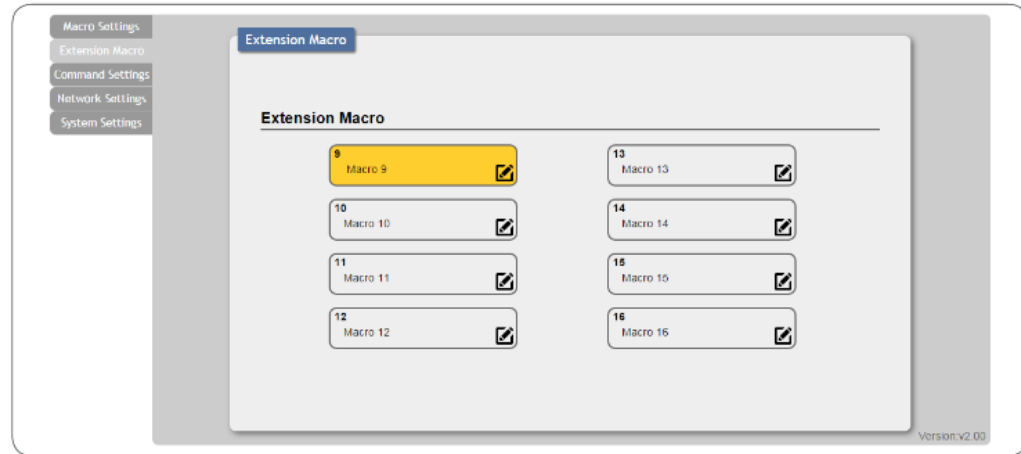 Macro Settings
Extension Macro
Command Settings
Network Settings
System Settings
Extension Macro
Extension Macro
9
Macro 9
10
Macro 10
11
Macro 11
12
Macro 12
13
Macro 13
14
Macro 14
15
Macro 15
16
Macro 16
Version:v2.00